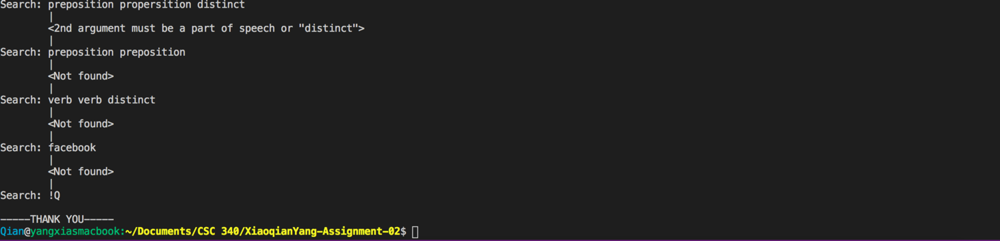 Search: preposition propersition distinct
        |
        <2nd argument must be a part of speech or "distinct">
        |
Search: preposition preposition
        |
        <Not found>
        |
Search: verb verb distinct
        |
        <Not found>
        |
Search: facebook
        |
        <Not found>
        |
Search: !Q
-----THANK YOU-----
Qian@yangxiasmacbook:~/Documents/CSC 340/XiaoqianYang-Assignment-02$